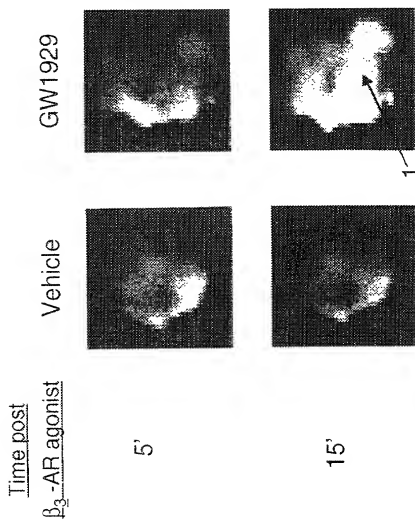 Time post
β3-AR agonist
Vehicle
GW1929
5'
15'
1